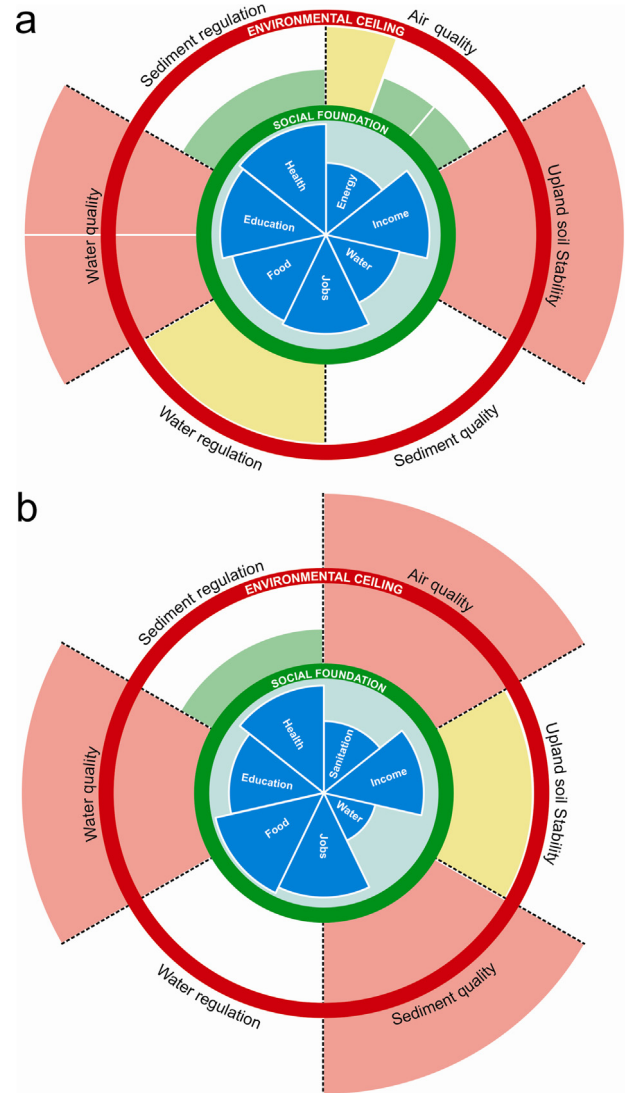 a
ENVIRONMENTAL CEILING
Sediment regulation
Air quality
SOCIAL FOUNDATION
Health
Energy
Income
Education
Water
Food
Jobs
Water quality
Upland soil Stability
Water regulation
Sediment quality
b
ENVIRONMENTAL CEILING
Sediment regulation
Air quality
SOCIAL FOUNDATION
Health
Sanitation
Income
Education
Water
Food
Jobs
Water quality
Upland soil Stability
Water regulation
Sediment quality